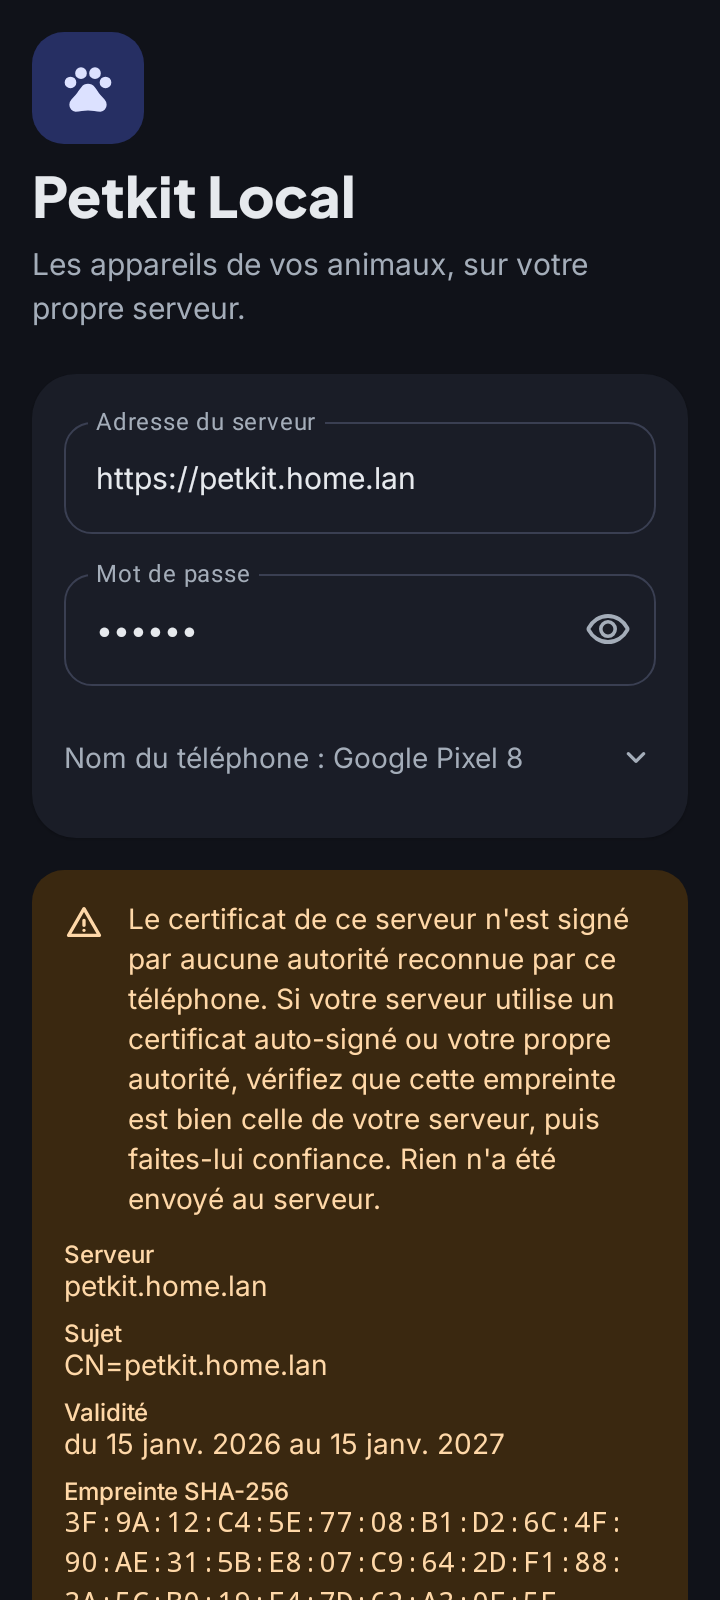 Petkit Local
Les appareils de vos animaux, sur votre
propre serveur.
Adresse du serveur
https://petkit.home.lan
Mot de passe
••••••
Nom du téléphone : Google Pixel 8
Le certificat de ce serveur n'est signé
par aucune autorité reconnue par ce
téléphone. Si votre serveur utilise un
certificat auto-signé ou votre propre
autorité, vérifiez que cette empreinte
est bien celle de votre serveur, puis
faites-lui confiance. Rien n'a été
envoyé au serveur.
Serveur
petkit.home.lan
Sujet
CN=petkit.home.lan
Validité
du 15 janv. 2026 au 15 janv. 2027
Empreinte SHA-256
3F:9A:12:C4:5E:77:08:B1:D2:6C:4F:
90:AE:31:5B:E8:07:C9:64:2D:F1:88: